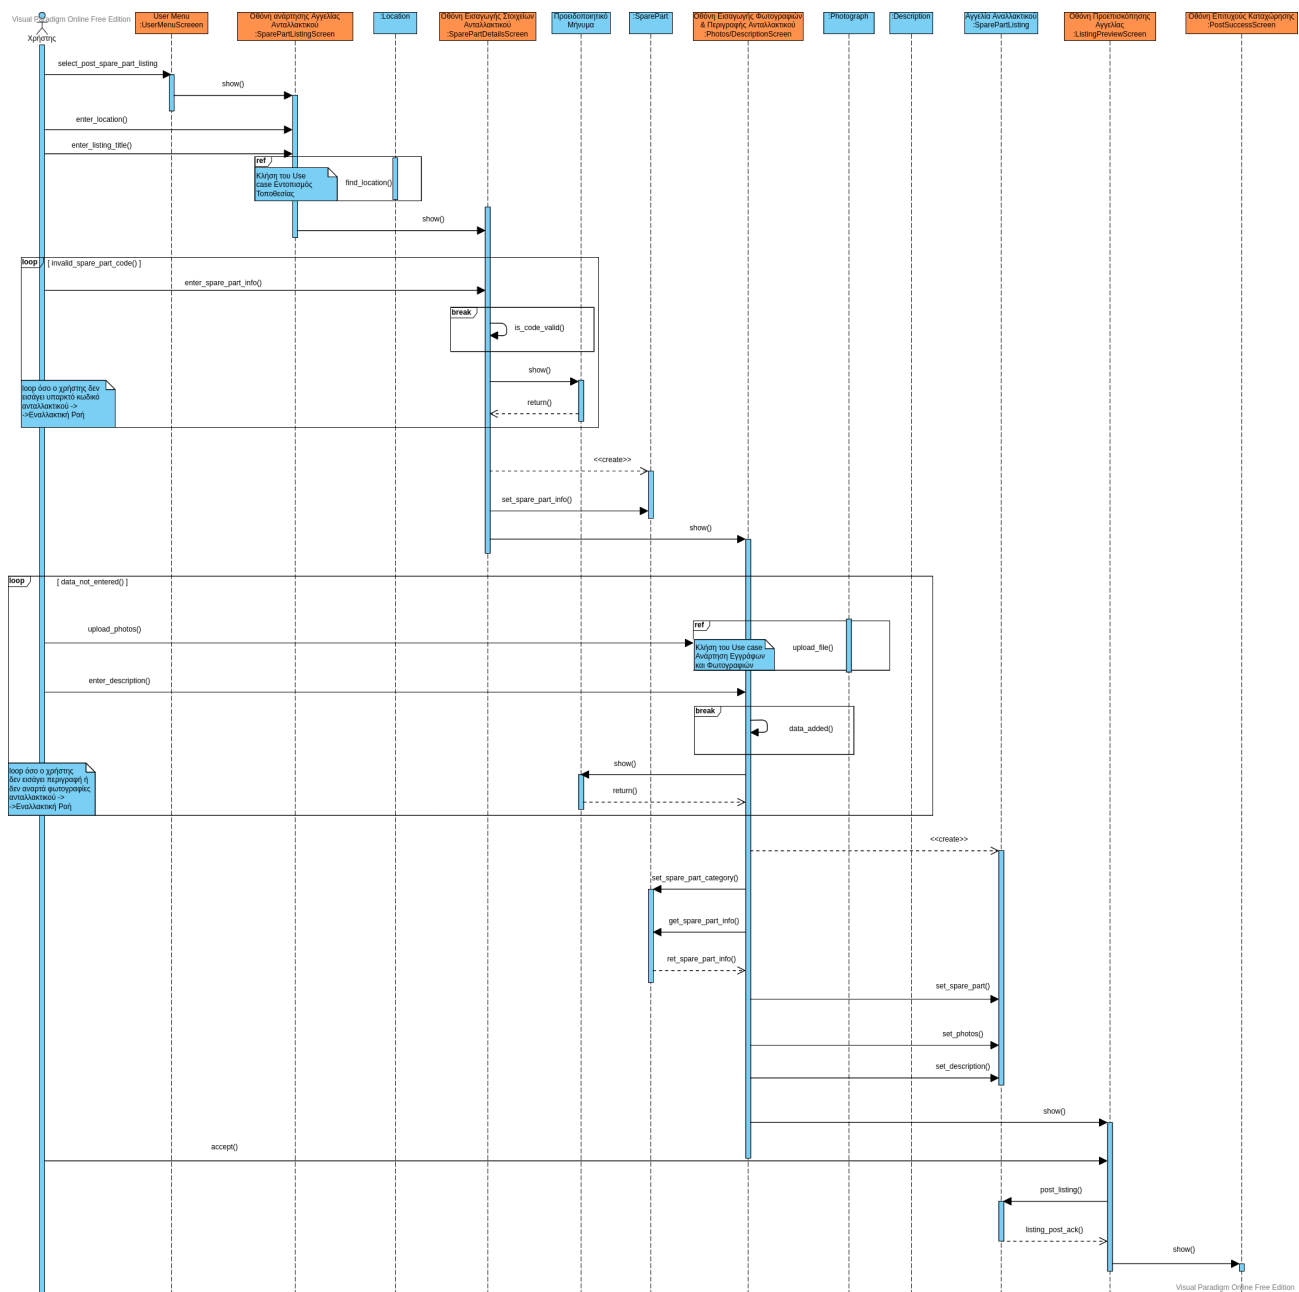 Visual Paradigm Online Free Edition
Χρήστης
User Menu
:UserMenuScreeen
Οθόνη ανάρτησης Αγγελίας
Ανταλλακτικού
:SparePartListingScreen
:Location
Οθόνη Εισαγωγής Στοιχείων
Ανταλλακτικού
:SparePartDetailsScreen
Προειδοποιητικό
Μήνυμα
:SparePart
Οθόνη Εισαγωγής Φωτογραφιών
& Περιγραφής Ανταλλακτικού
:Photos/DescriptionScreen
:Photograph
:Description
Αγγελία Αναλλακτικού
:SparePartListing
Οθόνη Προεπισκόπησης
Αγγελίας
:ListingPreviewScreen
Οθόνη Επιτυχούς Καταχώρησης
:PostSuccessScreen
select_post_spare_part_listing
show()
enter_location()
enter_listing_title()
ref
Κλήση του Use
case Εντοπισμός
Τοποθεσίας
find_location()
show()
loop
[ invalid_spare_part_code() ]
enter_spare_part_info()
break
is_code_valid()
show()
return()
loop όσο ο χρήστης δεν
εισάγει υπαρκτό κωδικό
ανταλλακτικού ->
->Εναλλακτική Ροή
<<create>>
set_spare_part_info()
show()
loop
[ data_not_entered() ]
upload_photos()
ref
Κλήση του Use case
Ανάρτηση Εγγράφων
και Φωτογραφιών
upload_file()
enter_description()
break
data_added()
show()
return()
loop όσο ο χρήστης
δεν εισάγει περιγραφή ή
δεν αναρτά φωτογραφίες
ανταλλακτικού ->
->Εναλλακτική Ροή
<<create>>
set_spare_part_category()
get_spare_part_info()
ret_spare_part_info()
set_spare_part()
set_photos()
set_description()
show()
accept()
post_listing()
listing_post_ack()
show()
Visual Paradigm Online Free Edition